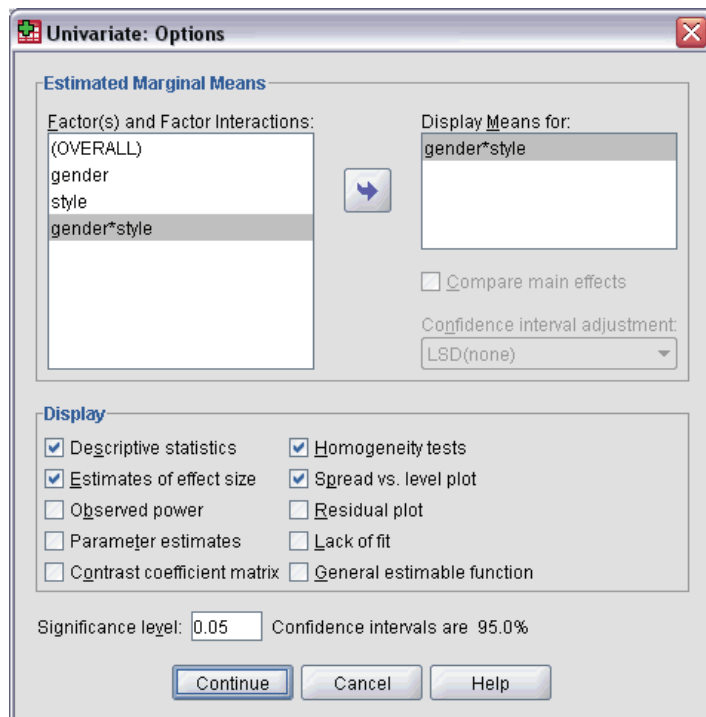 Univariate: Options
Estimated Marginal Means
Factor(s) and Factor Interactions:
(OVERALL)
gender
style
gender*style
Display Means for:
gender*style
Compare main effects
Confidence interval adjustment:
LSD(none)
Display
Descriptive statistics
Homogeneity tests
Estimates of effect size
Spread vs. level plot
Observed power
Residual plot
Parameter estimates
Lack of fit
Contrast coefficient matrix
General estimable function
Significance level: 0.05 Confidence intervals are 95.0%
Continue
Cancel
Help